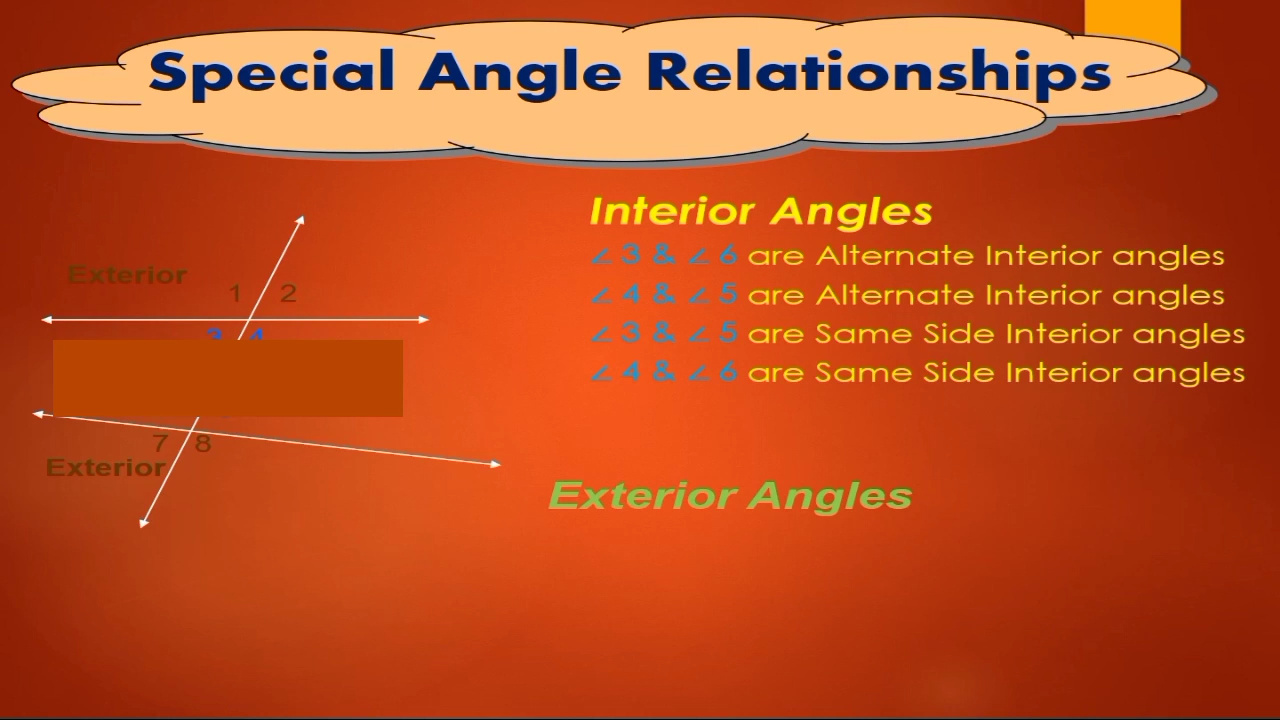 Special Angle Relationships
Interior Angles
∠ 3 & ∠ 6 are Alternate Interior angles
∠ 4 & ∠ 5 are Alternate Interior angles
∠ 3 & ∠ 5 are Same Side Interior angles
∠ 4 & ∠ 6 are Same Side Interior angles
Exterior Angles
Exterior
1 2
3 4
7 8
Exterior